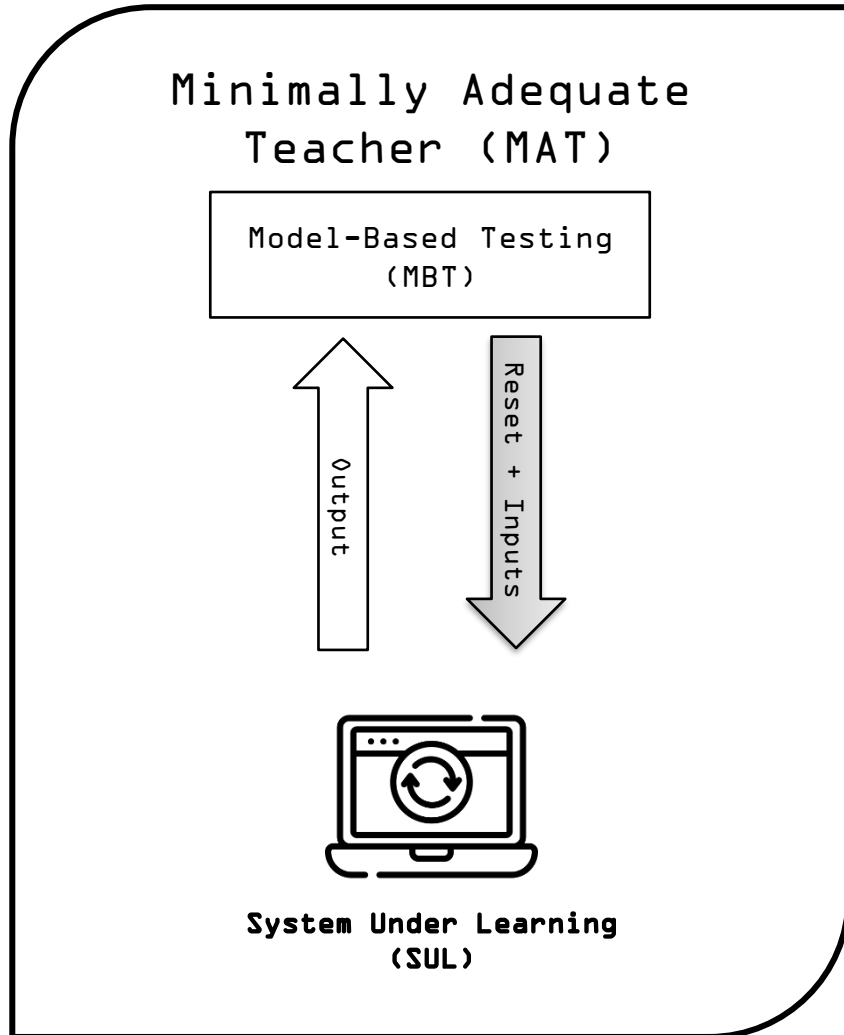 Minimally Adequate
Teacher (MAT)
Model-Based Testing
(MBT)
Output
Reset + Inputs
System Under Learning
(SUL)